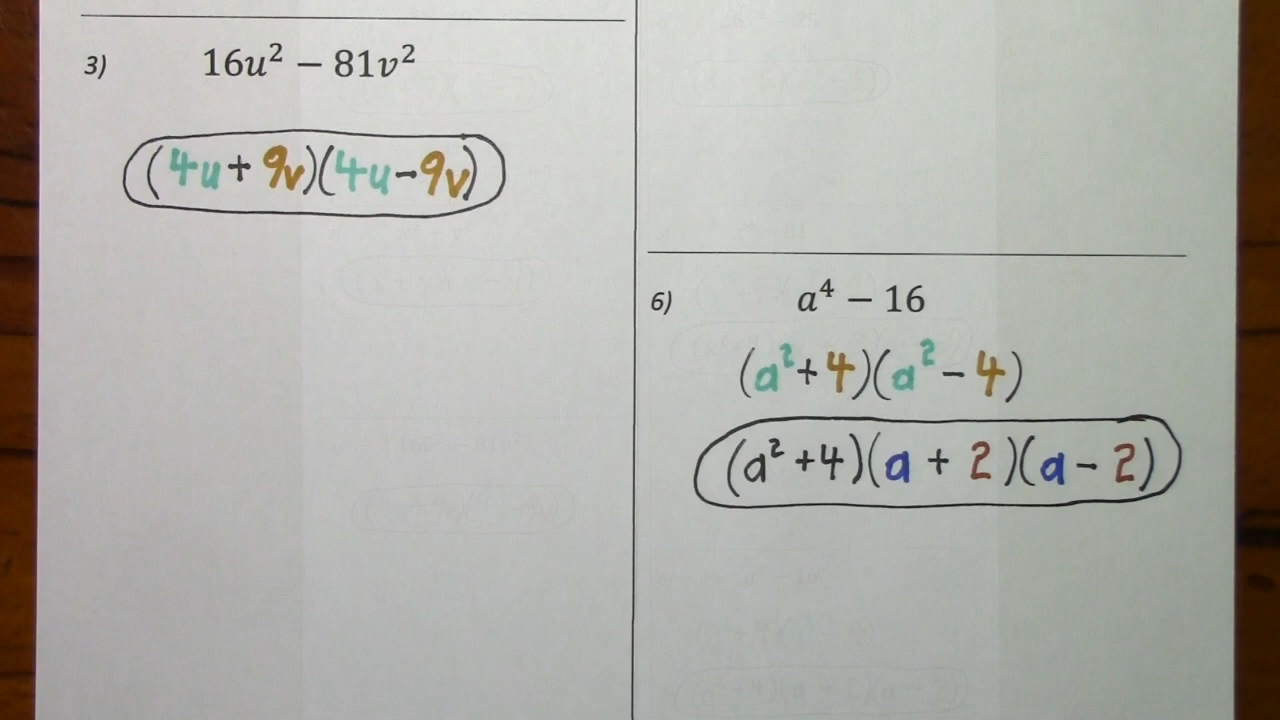 3) 16u² − 81v²
(4u + 9v)(4u − 9v)
6) a⁴ − 16
(a² + 4)(a² − 4)
(a² + 4)(a + 2)(a − 2)